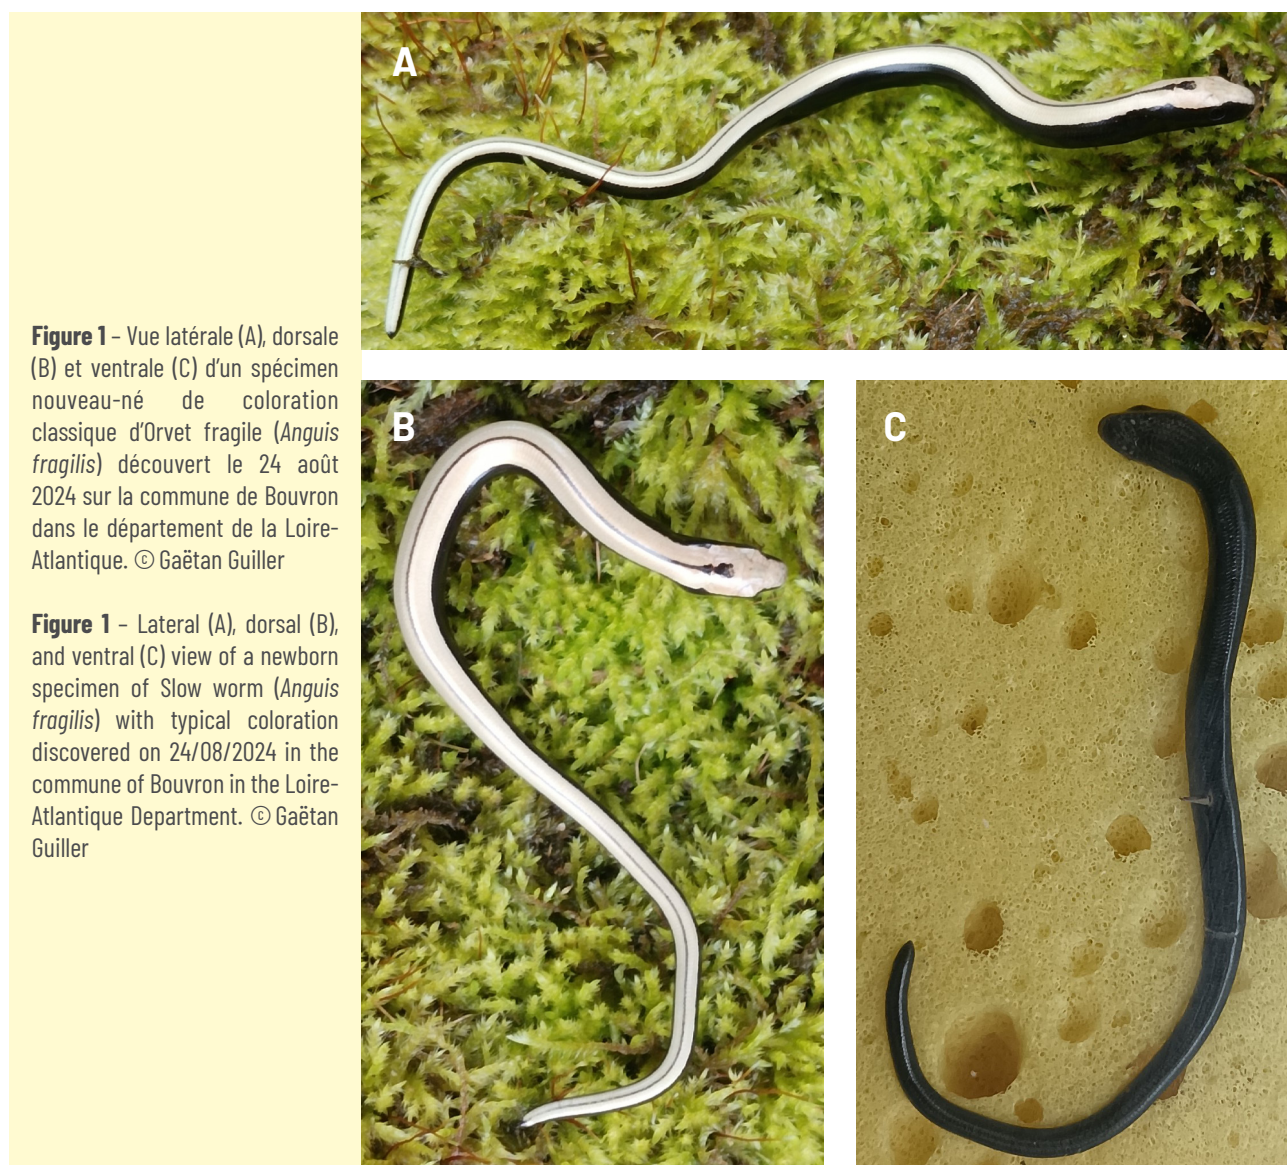 Figure 1 – Vue latérale (A), dorsale
(B) et ventrale (C) d’un spécimen
nouveau-né de coloration
classique d’Orvet fragile (Anguis
fragilis) découvert le 24 août
2024 sur la commune de Bouvron
dans le département de la Loire-
Atlantique. © Gaëtan Guiller
Figure 1 – Lateral (A), dorsal (B),
and ventral (C) view of a newborn
specimen of Slow worm (Anguis
fragilis) with typical coloration
discovered on 24/08/2024 in the
commune of Bouvron in the Loire-
Atlantique Department. © Gaëtan
Guiller
A
B
C